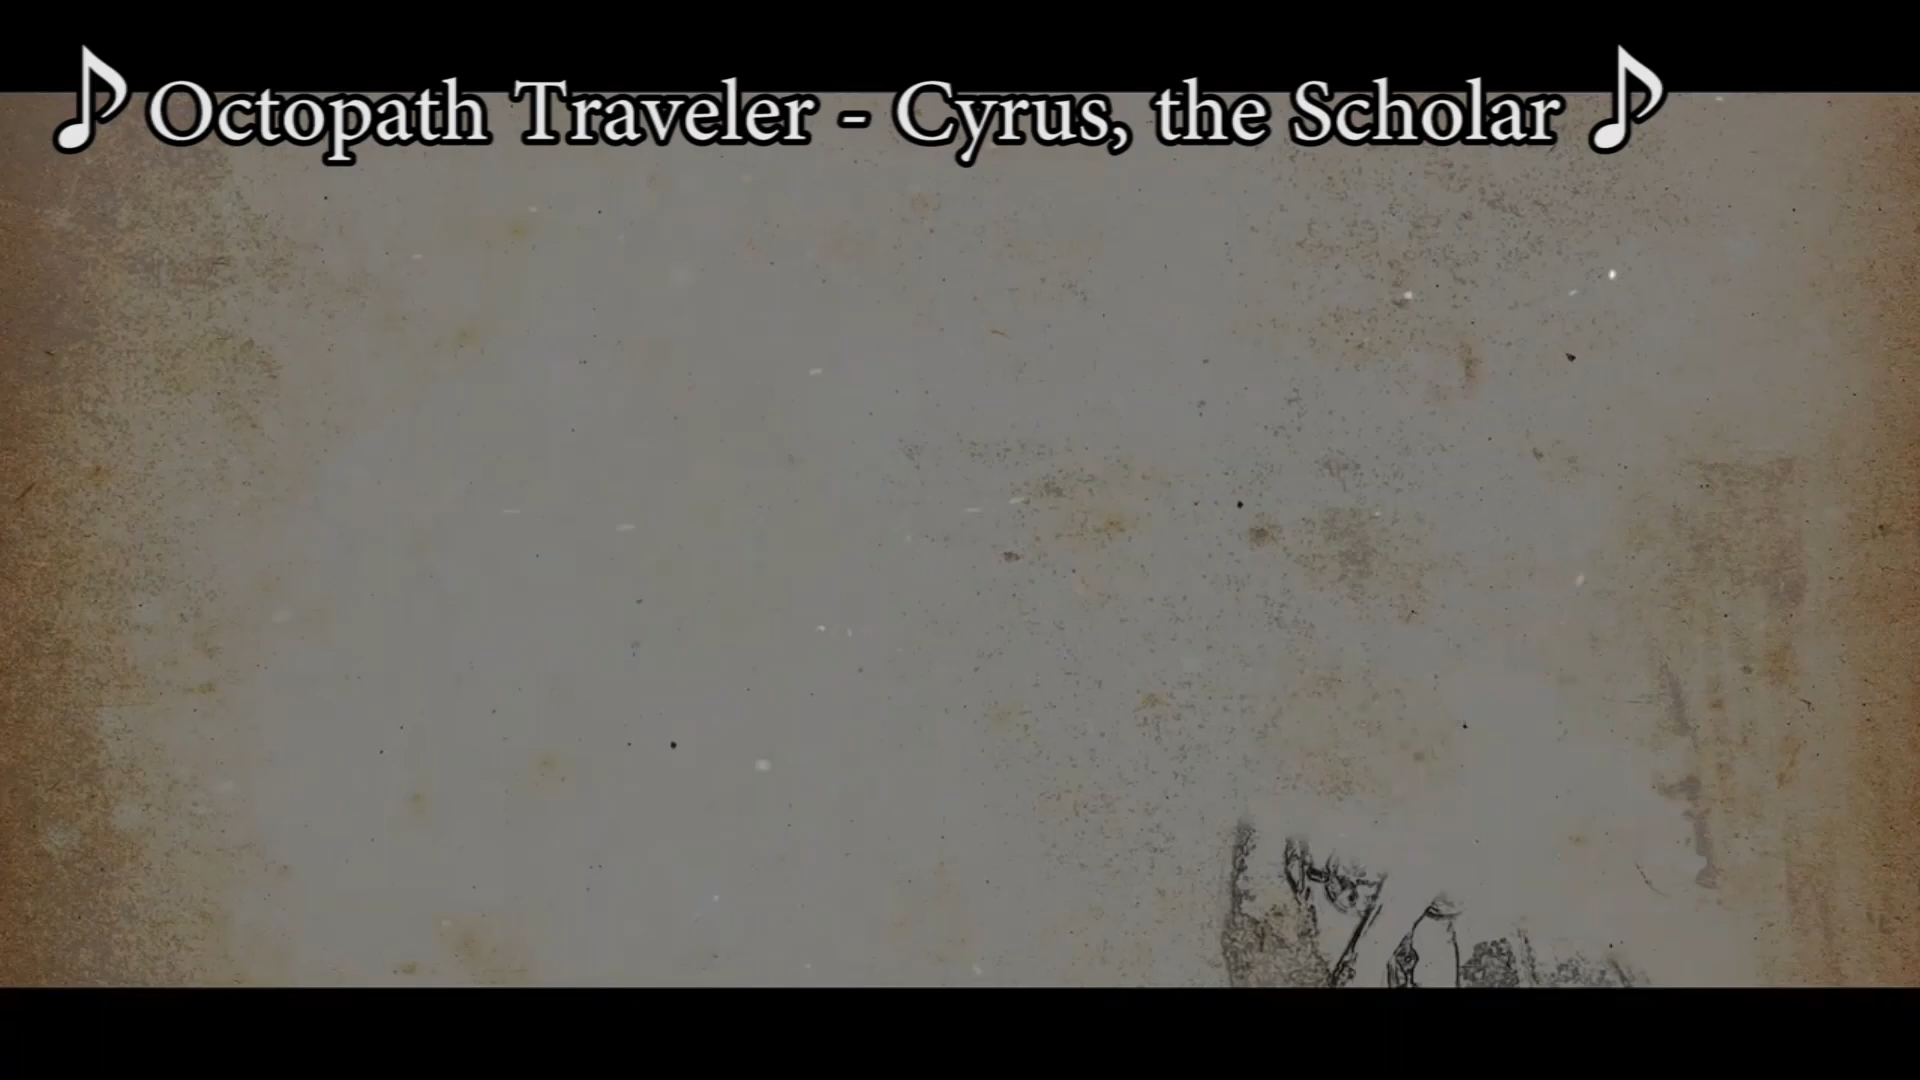 ♪ Octopath Traveler - Cyrus, the Scholar ♪